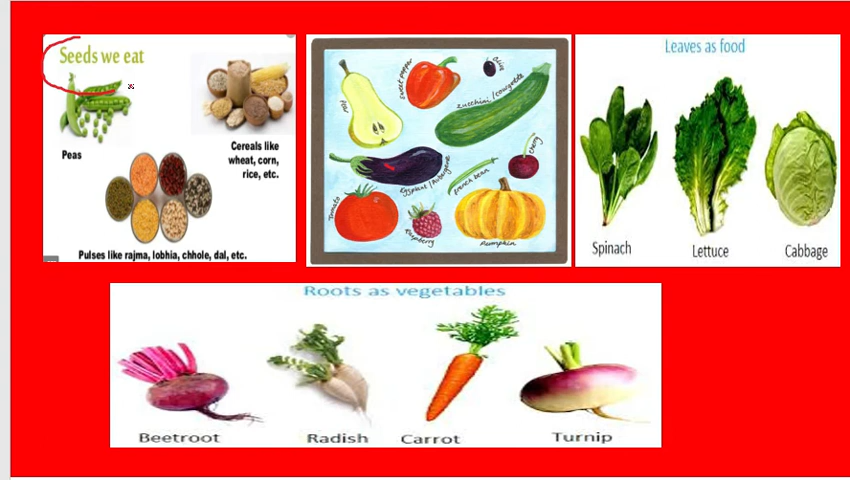 Seeds we eat
Peas
Cereals like
wheat, corn,
rice, etc.
Pulses like rajma, lobhia, chhole, dal, etc.
Sweet pepper
olive
zucchini / courgette
cherry
eggplant / Aubergine
french bean
Tomato
Raspberry
Pumpkin
Leaves as food
Spinach
Lettuce
Cabbage
Roots as vegetables
Beetroot
Radish
Carrot
Turnip